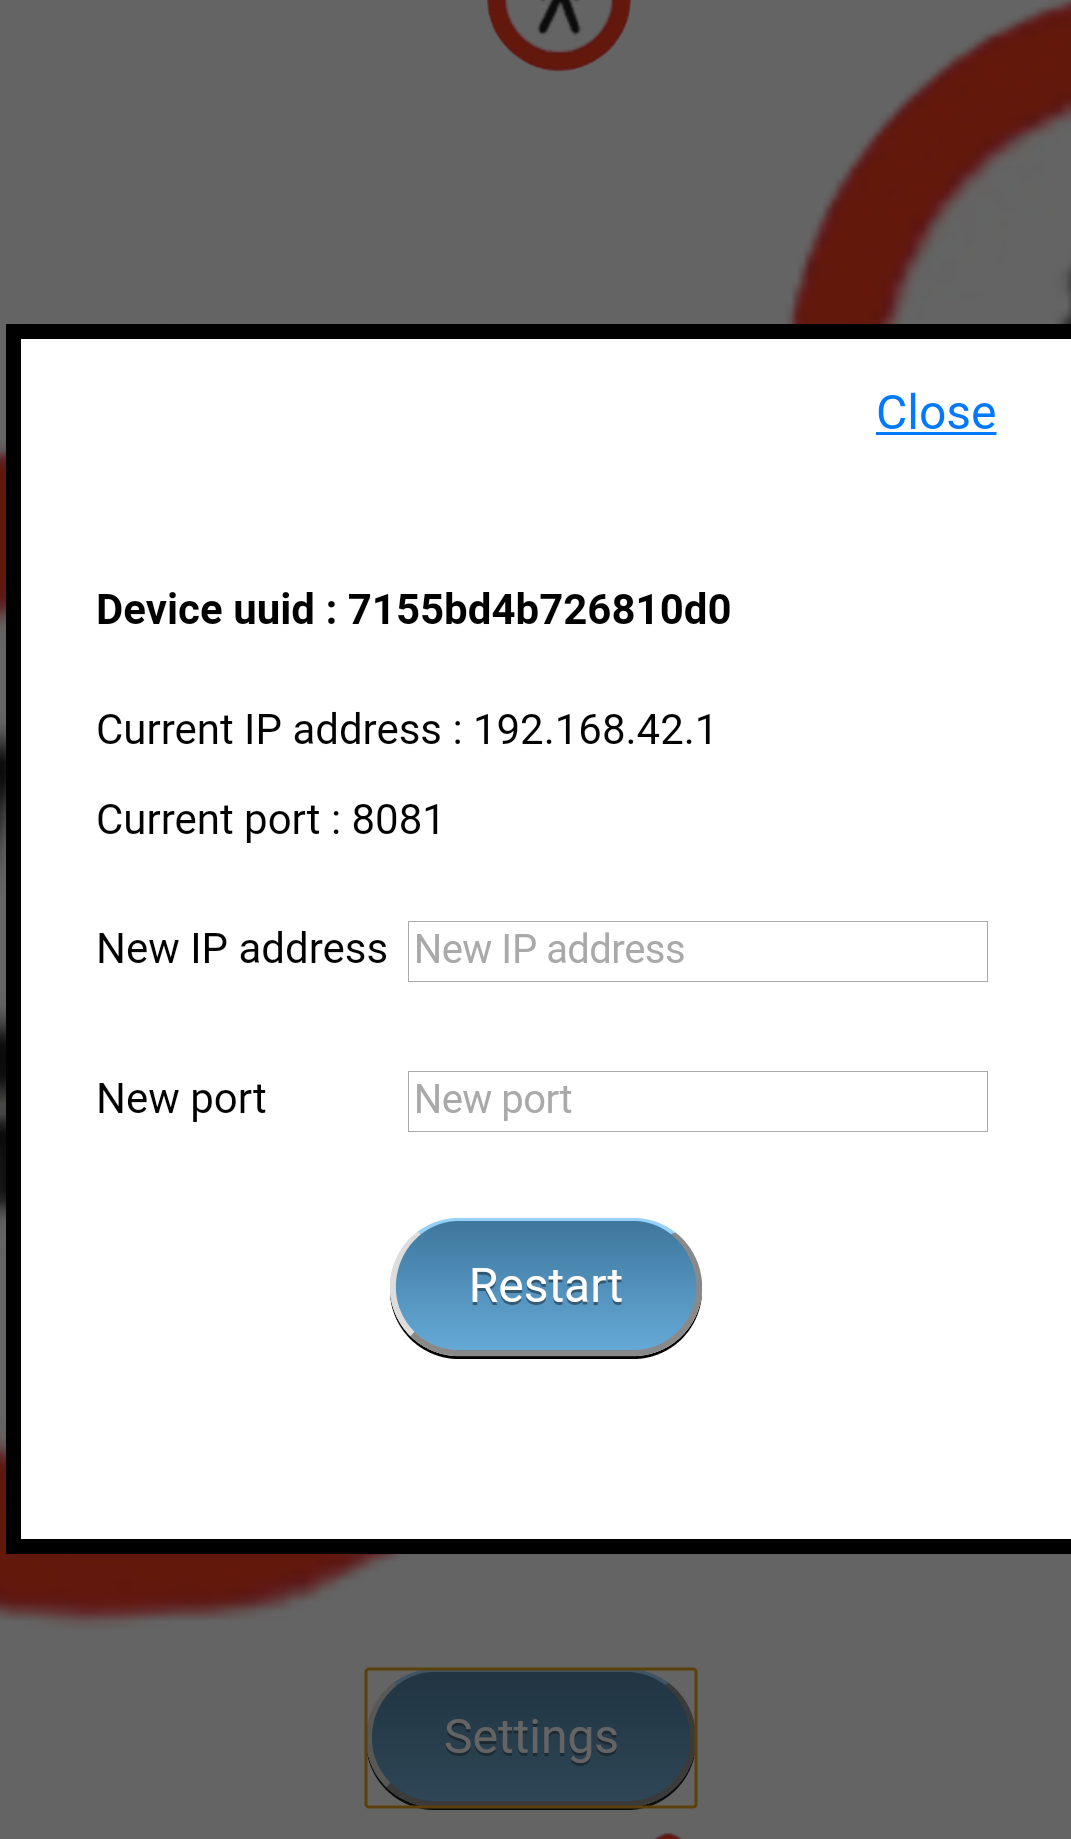 Close
Device uuid : 7155bd4b726810d0
Current IP address : 192.168.42.1
Current port : 8081
New IP address New IP address
New port New port
Restart
Settings